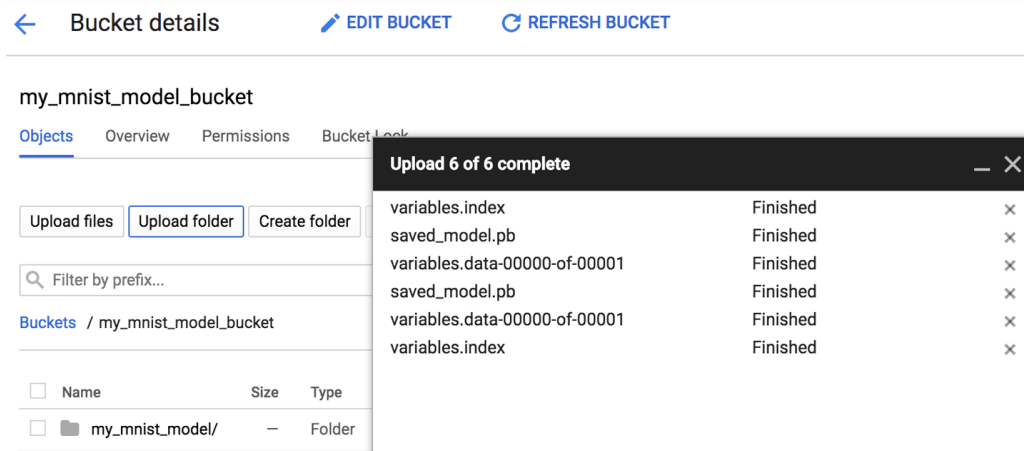 Bucket details EDIT BUCKET REFRESH BUCKET
my_mnist_model_bucket
Objects Overview Permissions Bucket Lock
Upload files Upload folder Create folder
Filter by prefix...
Buckets / my_mnist_model_bucket
Name Size Type
my_mnist_model/ — Folder
Upload 6 of 6 complete
variables.index Finished
saved_model.pb Finished
variables.data-00000-of-00001 Finished
saved_model.pb Finished
variables.data-00000-of-00001 Finished
variables.index Finished